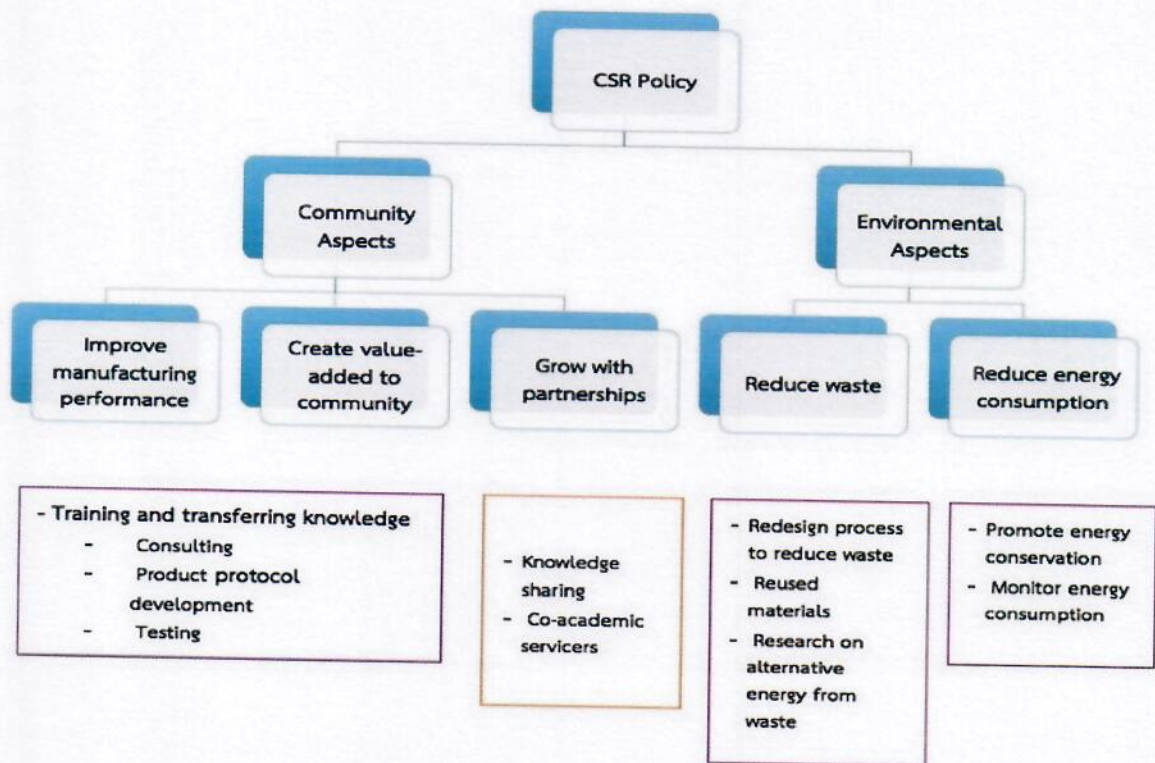 CSR Policy
Community
Aspects
Environmental
Aspects
Improve
manufacturing
performance
Create value-
added to
community
Grow with
partnerships
Reduce waste
Reduce energy
consumption
- Training and transferring knowledge
- Consulting
- Product protocol
development
- Testing
- Knowledge
sharing
- Co-academic
servicers
- Redesign process
to reduce waste
- Reused
materials
- Research on
alternative
energy from
waste
- Promote energy
conservation
- Monitor energy
consumption